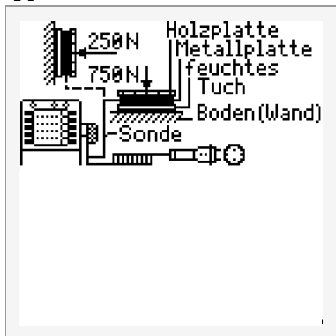 250N
Holzplatte
Metallplatte
750N
feuchtes
Tuch
Boden(Wand)
Sonde